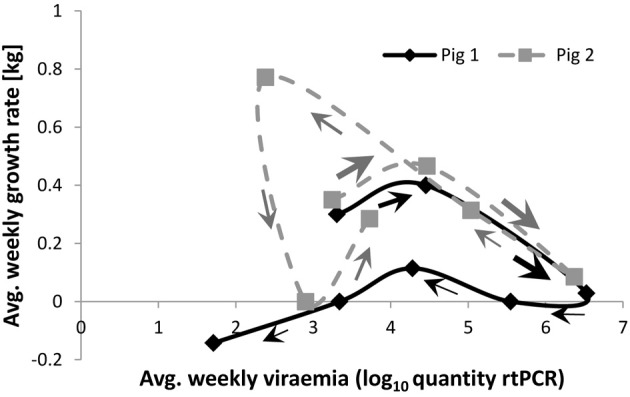 1
0.8
0.6
0.4
0.2
0
-0.2
Avg. weekly growth rate [kg]
Pig 1 Pig 2
0 1 2 3 4 5 6 7
Avg. weekly viraemia (log10 quantity rtPCR)